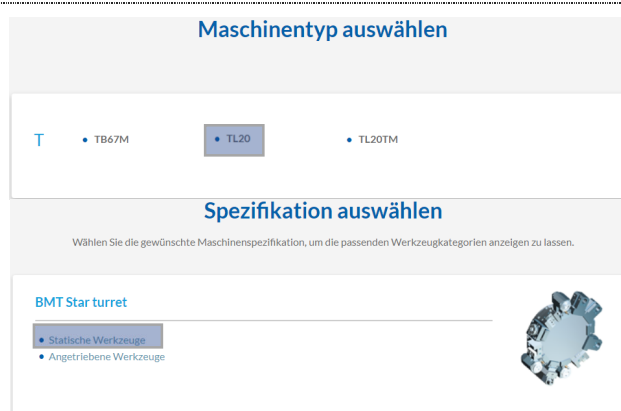 Maschinentyp auswählen
T
• TB67M
• TL20
• TL20TM
Spezifikation auswählen
Wählen Sie die gewünschte Maschinenspezifikation, um die passenden Werkzeugkategorien anzeigen zu lassen.
BMT Star turret
• Statische Werkzeuge
• Angetriebene Werkzeuge